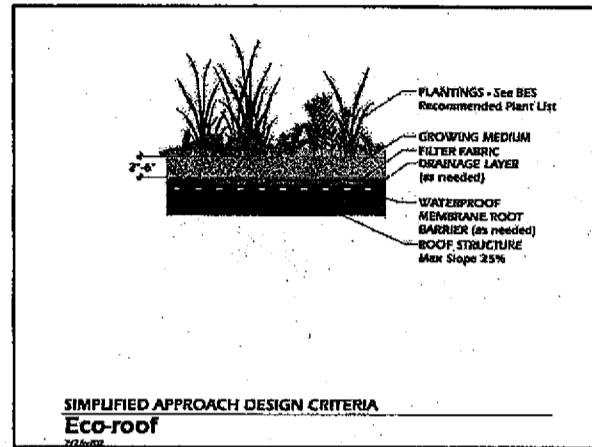 PLANTINGS - See BES
Recommended Plant List
GROWING MEDIUM
FILTER FABRIC
DRAINAGE LAYER
(as needed)
2"-6"
WATERPROOF
MEMBRANE ROOT
BARRIER (as needed)
ROOF STRUCTURE
Max Slope 25%
SIMPLIFIED APPROACH DESIGN CRITERIA
Eco-roof